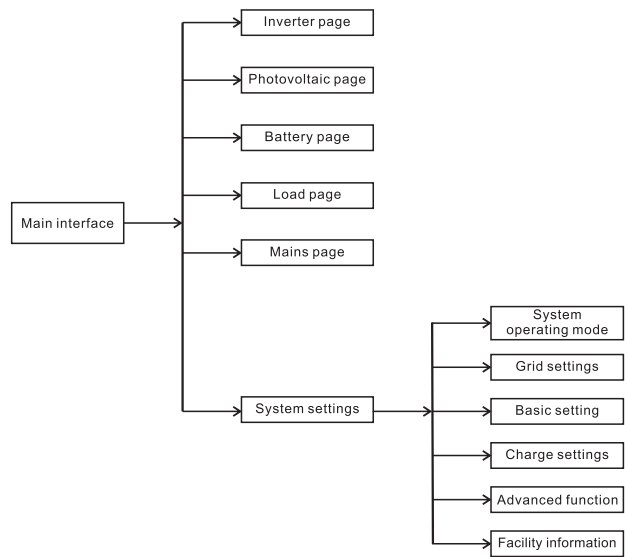 Inverter page
Photovoltaic page
Battery page
Load page
Main interface
Mains page
System
operating mode
Grid settings
System settings
Basic setting
Charge settings
Advanced function
Facility information